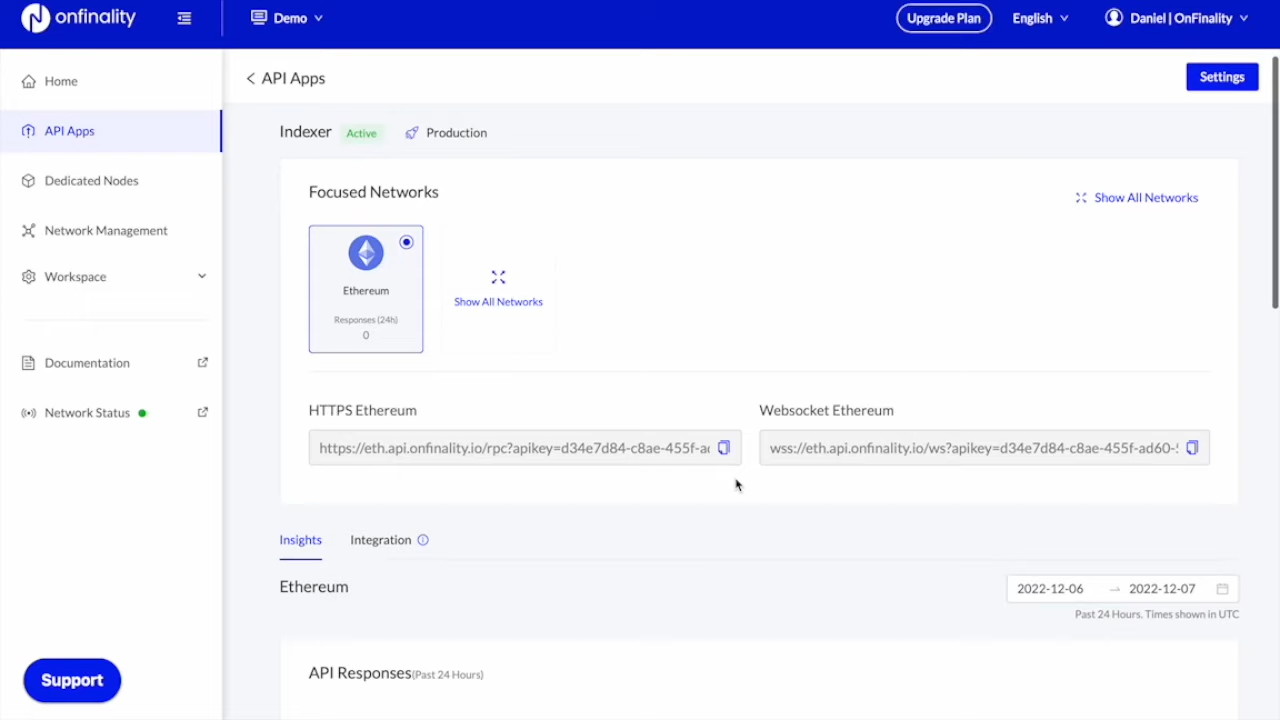 onfinality
Demo
Upgrade Plan
English
Daniel | OnFinality
Home
API Apps
Dedicated Nodes
Network Management
Workspace
Documentation
Network Status
Support
API Apps
Settings
Indexer
Active
Production
Focused Networks
Show All Networks
Ethereum
Responses (24h)
0
Show All Networks
HTTPS Ethereum
Websocket Ethereum
https://eth.api.onfinality.io/rpc?apikey=d34e7d84-c8ae-455f-a
wss://eth.api.onfinality.io/ws?apikey=d34e7d84-c8ae-455f-ad60-
Insights
Integration
Ethereum
2022-12-06
2022-12-07
Past 24 Hours. Times shown in UTC
API Responses(Past 24 Hours)